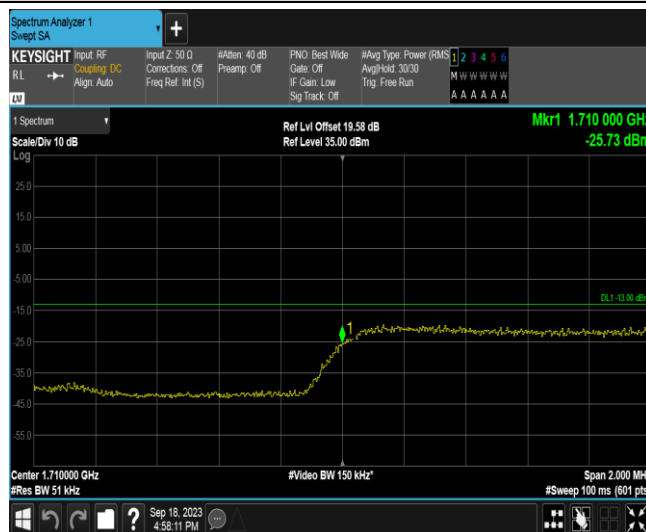 Spectrum Analyzer 1
Swept SA
+
KEYSIGHT
RL
LXI
Input: RF
Coupling: DC
Align: Auto
Input Z: 50 Ω
Corrections: Off
Freq Ref: Int (S)
#Atten: 40 dB
Preamp: Off
PNO: Best Wide
Gate: Off
IF Gain: Low
Sig Track: Off
#Avg Type: Power (RMS
Avg|Hold: 30/30
Trig: Free Run
1 2 3 4 5 6
M W W W W W
A A A A A A
1 Spectrum
Scale/Div 10 dB
Ref Lvl Offset 19.58 dB
Ref Level 35.00 dBm
Mkr1 1.710 000 GHz
-25.73 dBm
Log
25.0
15.0
5.00
-5.00
DL1 -13.00 dBm
-15.0
1
-25.0
-35.0
-45.0
-55.0
Center 1.710000 GHz
#Res BW 51 kHz
#Video BW 150 kHz*
Span 2.000 MH
#Sweep 100 ms (601 pts
?
Sep 18, 2023
4:58:11 PM